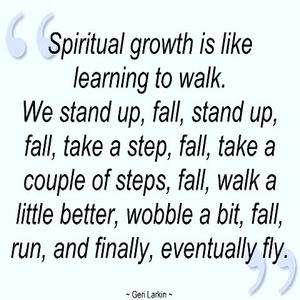 Spiritual growth is like
learning to walk.
We stand up, fall, stand up,
fall, take a step, fall, take a
couple of steps, fall, walk a
little better, wobble a bit, fall,
run, and finally, eventually fly.
~ Geri Larkin ~